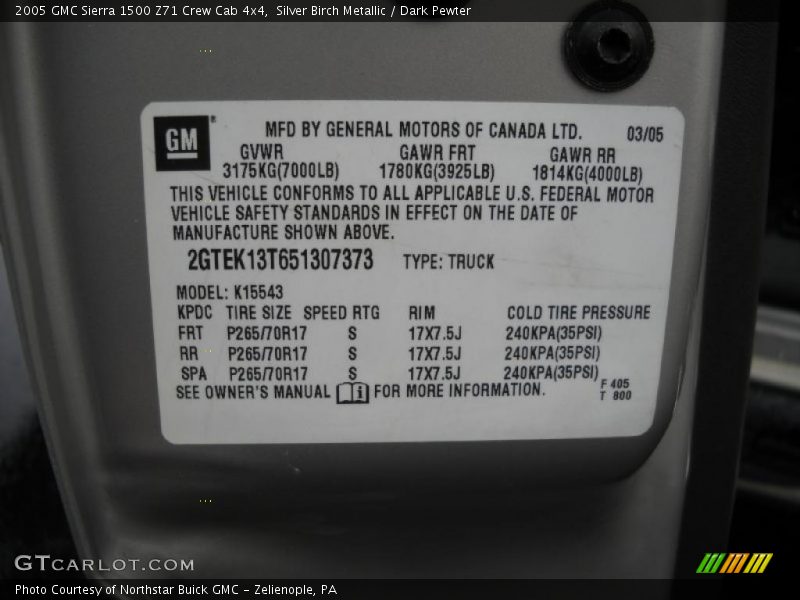 2005 GMC Sierra 1500 Z71 Crew Cab 4x4,  Silver Birch Metallic / Dark Pewter
GM ® MFD BY GENERAL MOTORS OF CANADA LTD. 03/05
GVWR GAWR FRT GAWR RR
3175KG(7000LB) 1780KG(3925LB) 1814KG(4000LB)
THIS VEHICLE CONFORMS TO ALL APPLICABLE U.S. FEDERAL MOTOR
VEHICLE SAFETY STANDARDS IN EFFECT ON THE DATE OF
MANUFACTURE SHOWN ABOVE.
2GTEK13T651307373 TYPE: TRUCK
MODEL: K15543
KPDC TIRE SIZE SPEED RTG RIM COLD TIRE PRESSURE
FRT P265/70R17 S 17X7.5J 240KPA(35PSI)
RR P265/70R17 S 17X7.5J 240KPA(35PSI)
SPA P265/70R17 S 17X7.5J 240KPA(35PSI)
SEE OWNER'S MANUAL i FOR MORE INFORMATION.
F 405
T 800
GTCARLOT.COM
Photo Courtesy of Northstar Buick GMC - Zelienople, PA